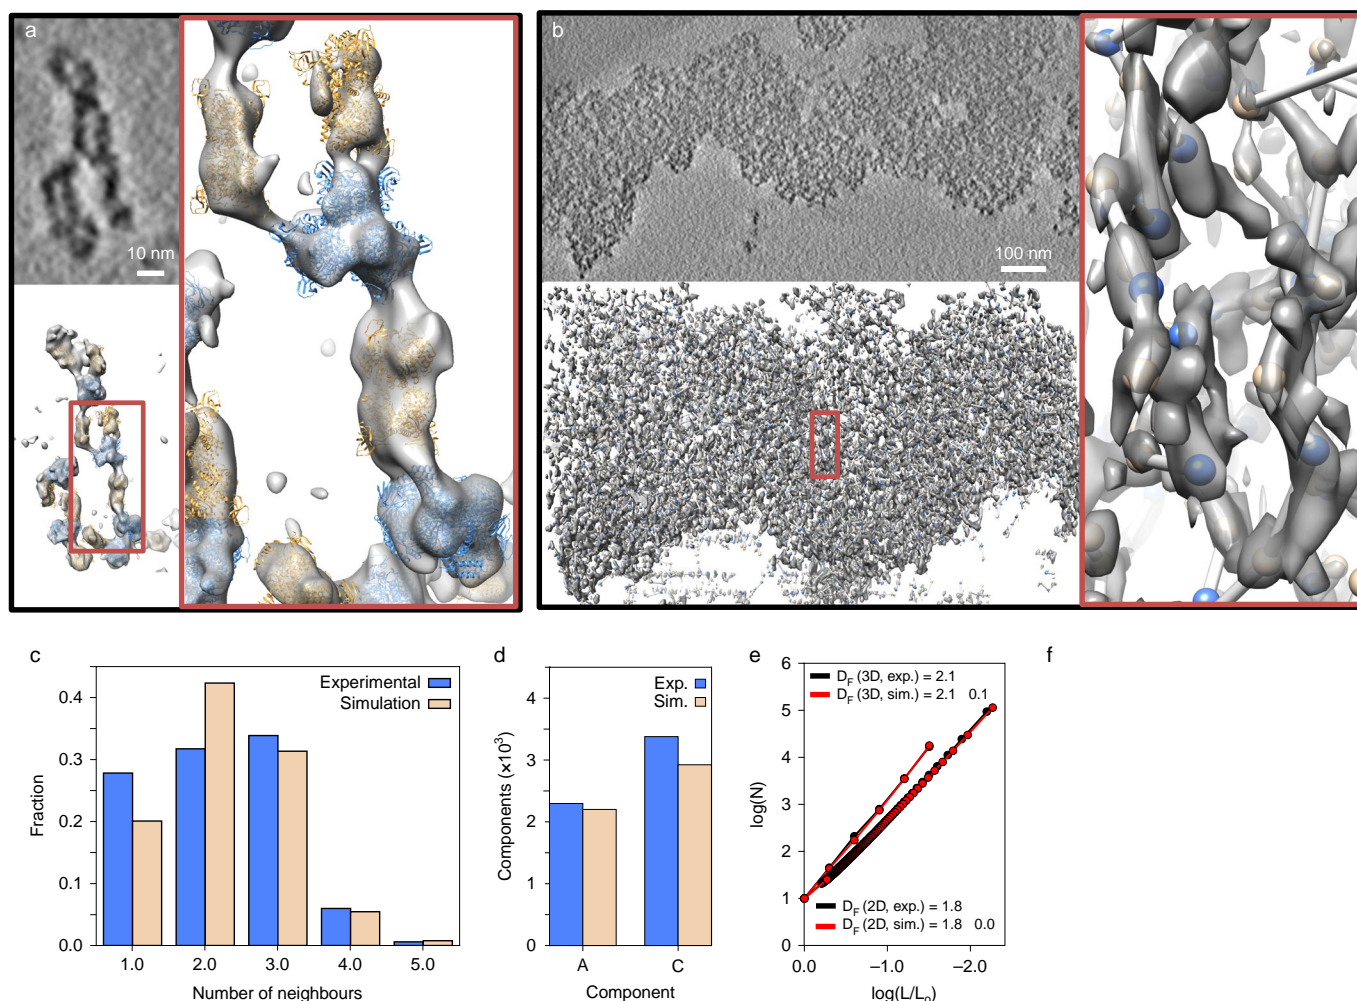 a
10 nm
b
100 nm
c
Experimental
Simulation
Fraction
0.4
0.3
0.2
0.1
0.0
1.0 2.0 3.0 4.0 5.0
Number of neighbours
d
Exp.
Sim.
Components (×10³)
4
3
2
1
0
A C
Component
e
D_F (3D, exp.) = 2.1
D_F (3D, sim.) = 2.1 0.1
log(N)
6
5
4
3
2
1
0
D_F (2D, exp.) = 1.8
D_F (2D, sim.) = 1.8 0.0
0.0 –1.0 –2.0
log(L/L₀)
f